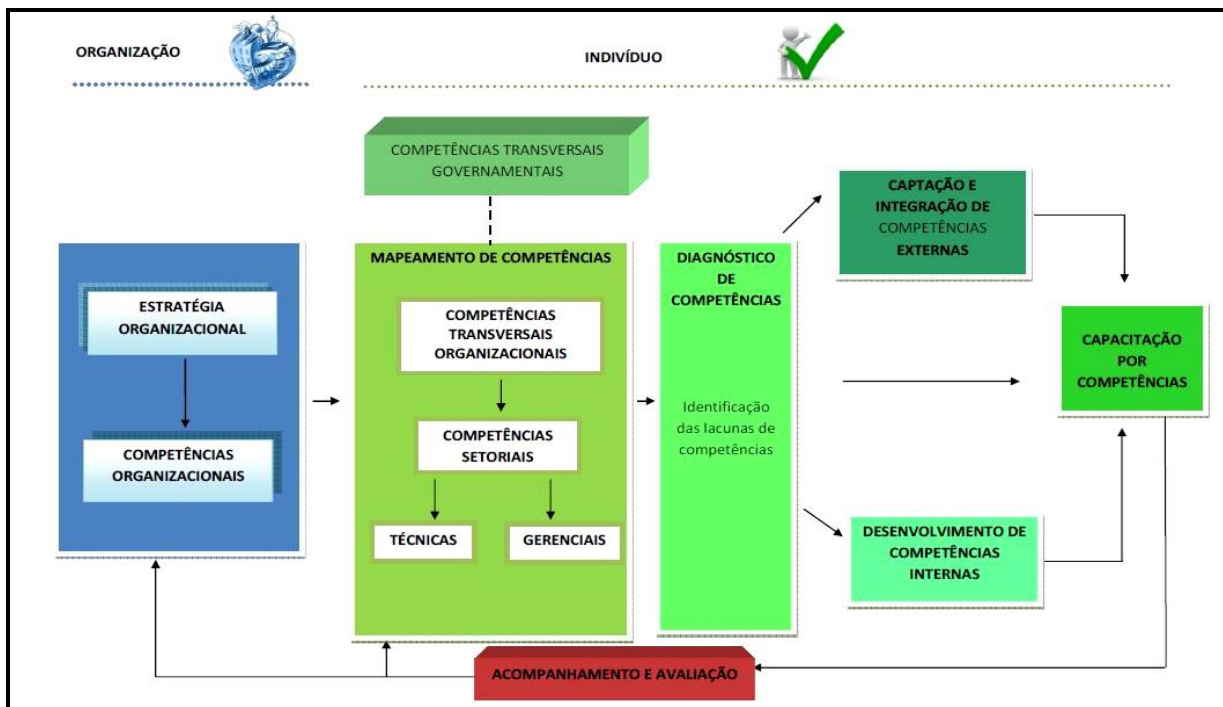 ORGANIZAÇÃO
INDIVÍDUO
COMPETÊNCIAS TRANSVERSAIS
GOVERNAMENTAIS
ESTRATÉGIA
ORGANIZACIONAL
COMPETÊNCIAS
ORGANIZACIONAIS
MAPEAMENTO DE COMPETÊNCIAS
COMPETÊNCIAS
TRANSVERSAIS
ORGANIZACIONAIS
COMPETÊNCIAS
SETORIAIS
TÉCNICAS
GERENCIAIS
DIAGNÓSTICO
DE
COMPETÊNCIAS
Identificação
das lacunas de
competências
CAPTAÇÃO E
INTEGRAÇÃO DE
COMPETÊNCIAS
EXTERNAS
DESENVOLVIMENTO DE
COMPETÊNCIAS
INTERNAS
CAPACITAÇÃO
POR
COMPETÊNCIAS
ACOMPANHAMENTO E AVALIAÇÃO